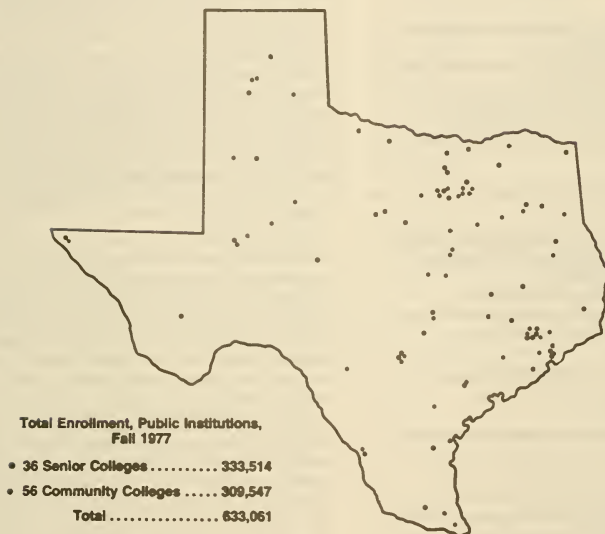 Total Enrollment, Public Institutions,
Fall 1977
• 36 Senior Colleges .......... 333,514
• 56 Community Colleges ..... 309,547
Total ................ 633,061